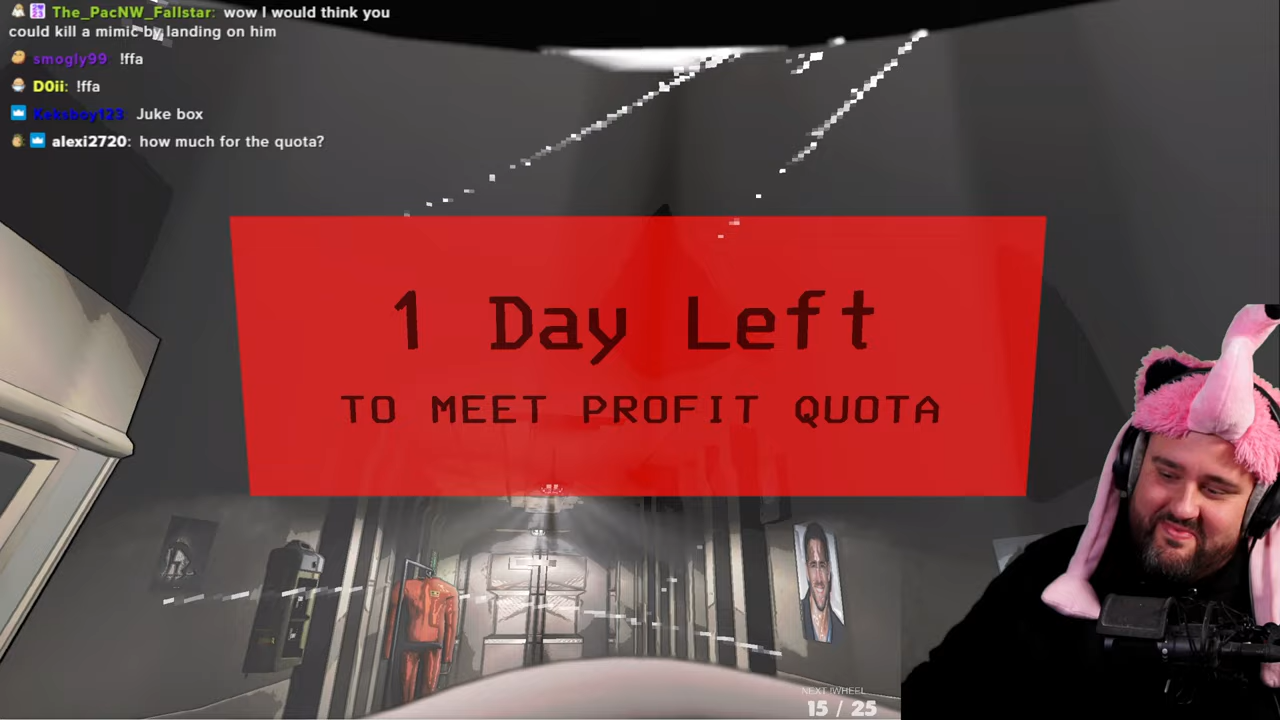 The_PacNW_Fallstar: wow I would think you
could kill a mimic by landing on him
smogly99 !ffa
D0ii: !ffa
Keksboy123 Juke box
alexi2720: how much for the quota?
1 Day Left
TO MEET PROFIT QUOTA
NEXT !WHEEL
15 / 25